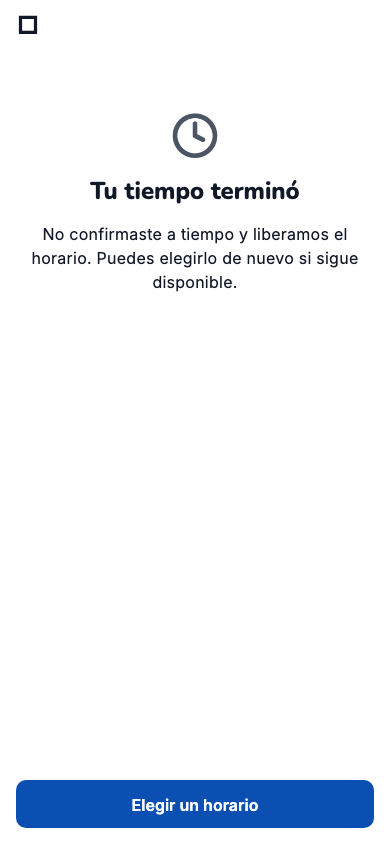 Tu tiempo terminó
No confirmaste a tiempo y liberamos el
horario. Puedes elegirlo de nuevo si sigue
disponible.
Elegir un horario